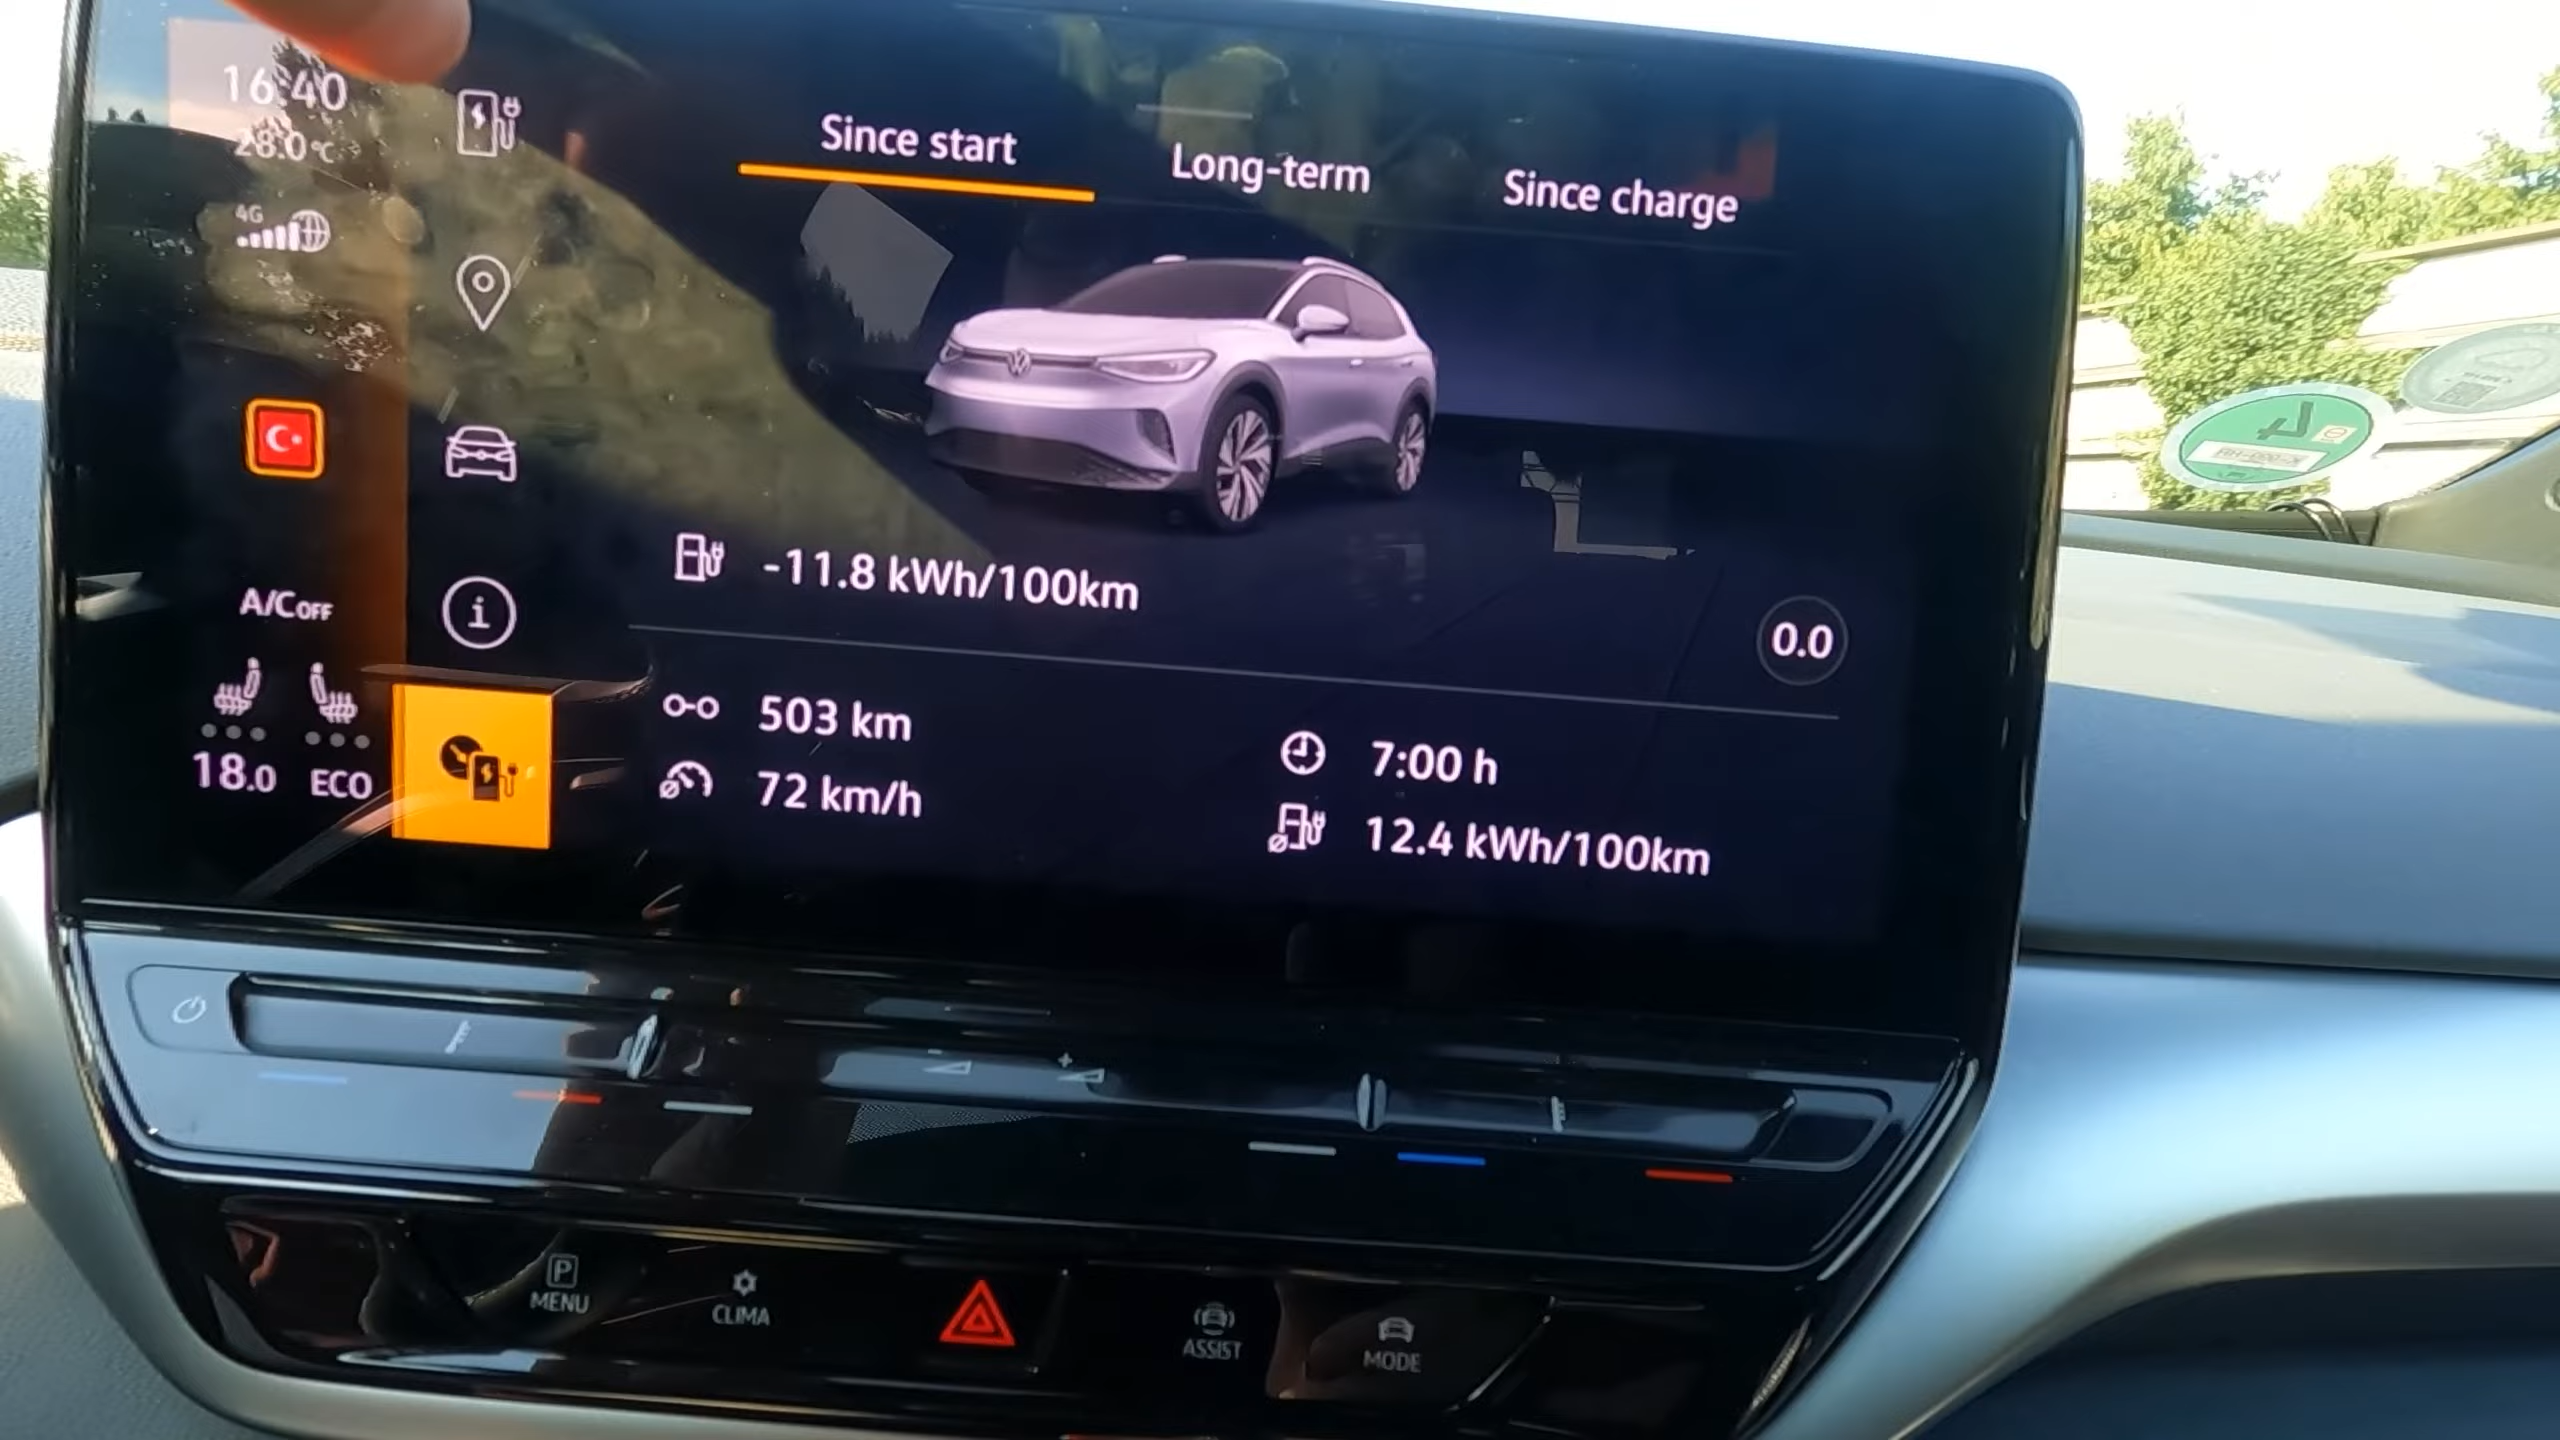 16:40
28.0°C
4G
Since start
Long-term
Since charge
-11.8 kWh/100km
0.0
A/C OFF
503 km
7:00 h
72 km/h
12.4 kWh/100km
18.0
ECO
P
MENU
CLIMA
ASSIST
MODE
4